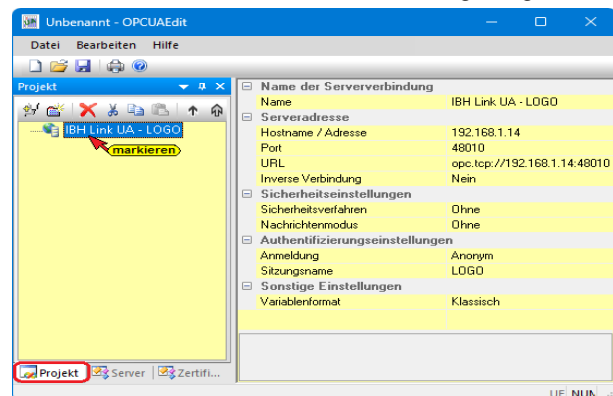 Unbenannt - OPCUAEdit
Datei Bearbeiten Hilfe
Projekt
IBH Link UA - LOGO
markieren
Name der Serververbindung
Name IBH Link UA - LOGO
Serveradresse
Hostname / Adresse 192.168.1.14
Port 48010
URL opc.tcp://192.168.1.14:48010
Inverse Verbindung Nein
Sicherheitseinstellungen
Sicherheitsverfahren Ohne
Nachrichtenmodus Ohne
Authentifizierungseinstellungen
Anmeldung Anonym
Sitzungsname LOGO
Sonstige Einstellungen
Variablenformat Klassisch
Projekt Server Zertifi...